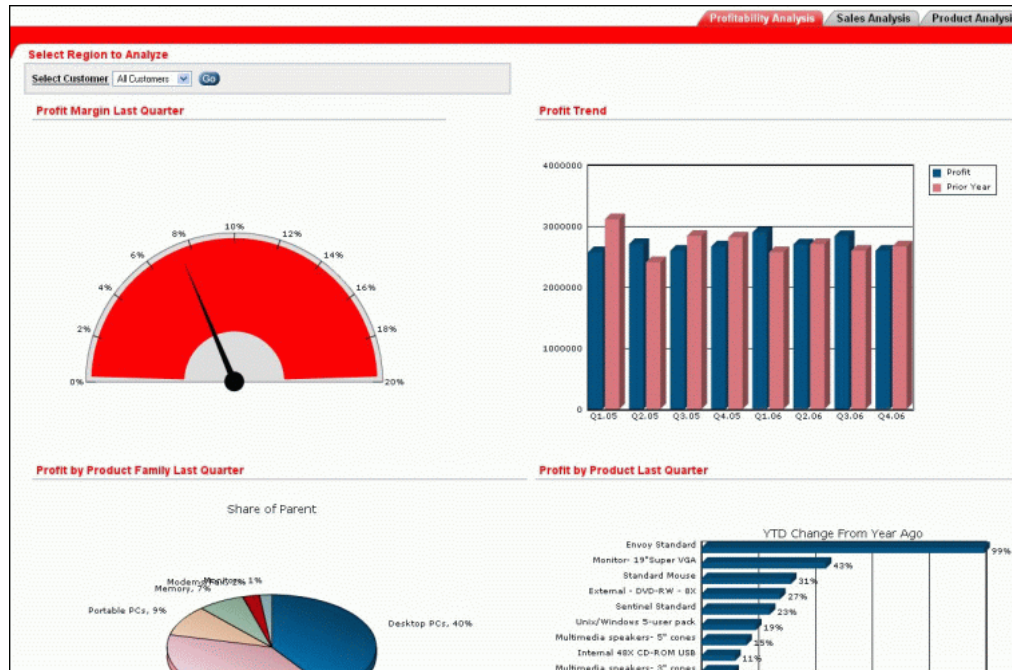 Profitability Analysis Sales Analysis Product Analysi
Select Region to Analyze
Select Customer All Customers Go
Profit Margin Last Quarter
0% 2% 4% 6% 8% 10% 12% 14% 16% 18% 20%
Profit Trend
4000000
3000000
2000000
1000000
0
Q1.05 Q2.05 Q3.05 Q4.05 Q1.06 Q2.06 Q3.06 Q4.06
Profit
Prior Year
Profit by Product Family Last Quarter
Share of Parent
Monitors, 1%
2%
Memory, 7%
Portable PCs, 9%
Desktop PCs, 40%
Profit by Product Last Quarter
YTD Change From Year Ago
Envoy Standard 99%
Monitor- 19"Super VGA 43%
Standard Mouse 31%
External - DVD-RW - 8X 27%
Sentinel Standard 23%
Unix/Windows 5-user pack 19%
Multimedia speakers- 5" cones 15%
Internal 48X CD-ROM USB 11%
Multimedia speakers- 3" cones